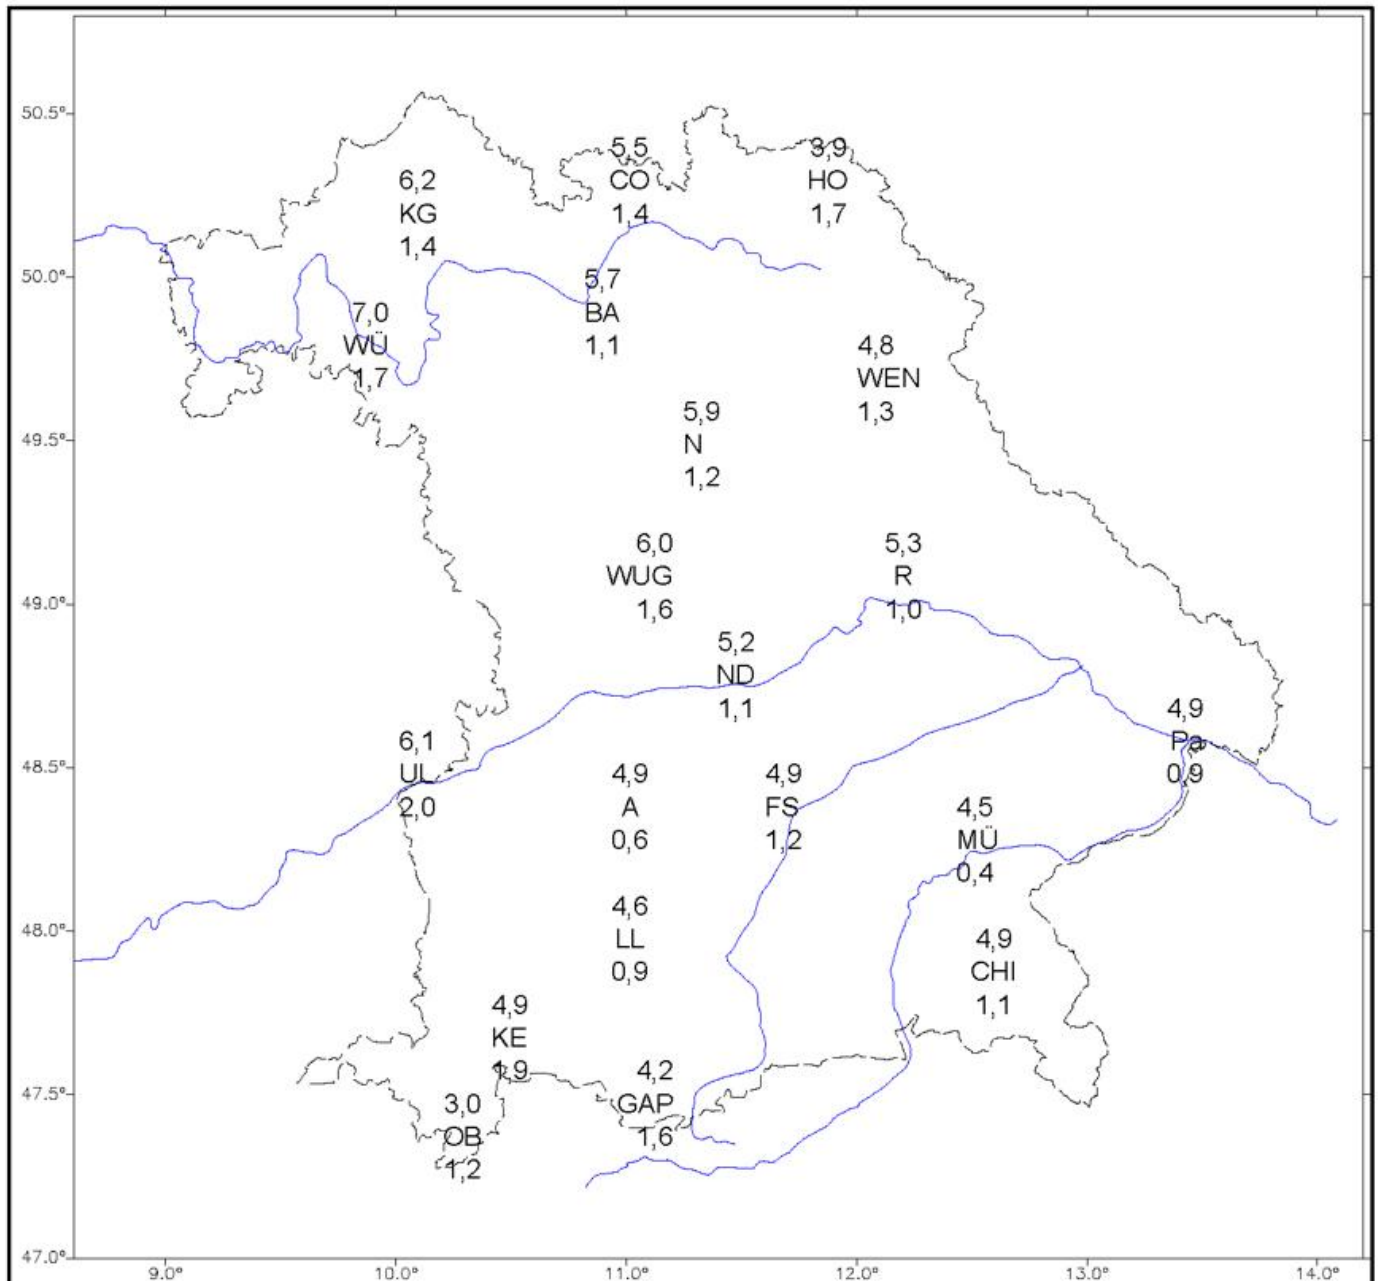 50.5°
5,5
CO
1,4
3,9
HO
1,7
6,2
KG
1,4
50.0°
5,7
BA
1,1
7,0
WÜ
1,7
4,8
WEN
1,3
49.5°
5,9
N
1,2
6,0
WUG
1,6
5,3
R
1,0
49.0°
5,2
ND
1,1
4,9
Pa
0,9
6,1
UL
2,0
48.5°
4,9
A
0,6
4,9
FS
1,2
4,5
MÜ
0,4
4,6
LL
0,9
48.0°
4,9
CHI
1,1
4,9
KE
1,9
47.5°
4,2
GAP
1,6
3,0
OB
1,2
47.0°
9.0° 10.0° 11.0° 12.0° 13.0° 14.0°